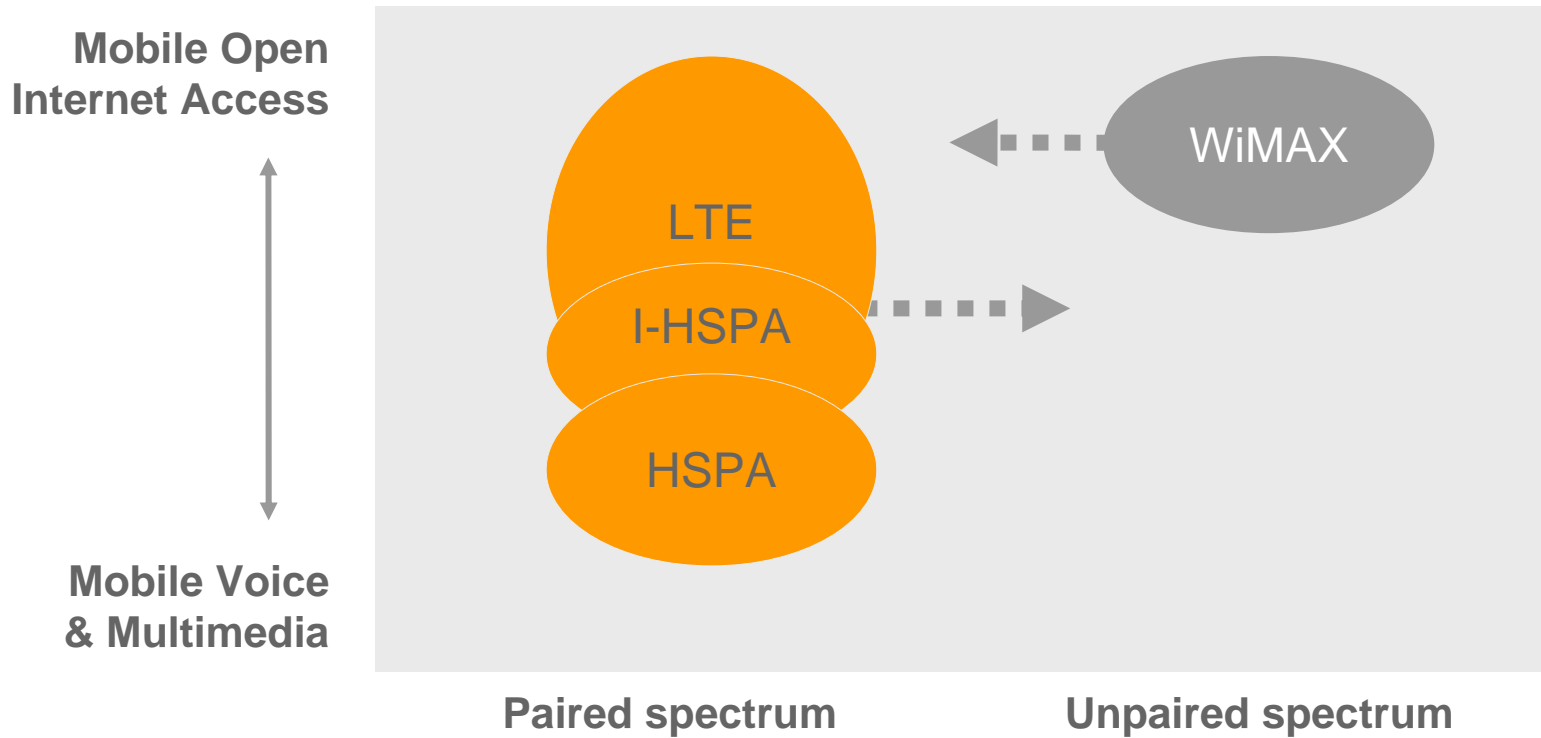 Mobile Open
Internet Access
WiMAX
LTE
I-HSPA
HSPA
Mobile Voice
& Multimedia
Paired spectrum
Unpaired spectrum